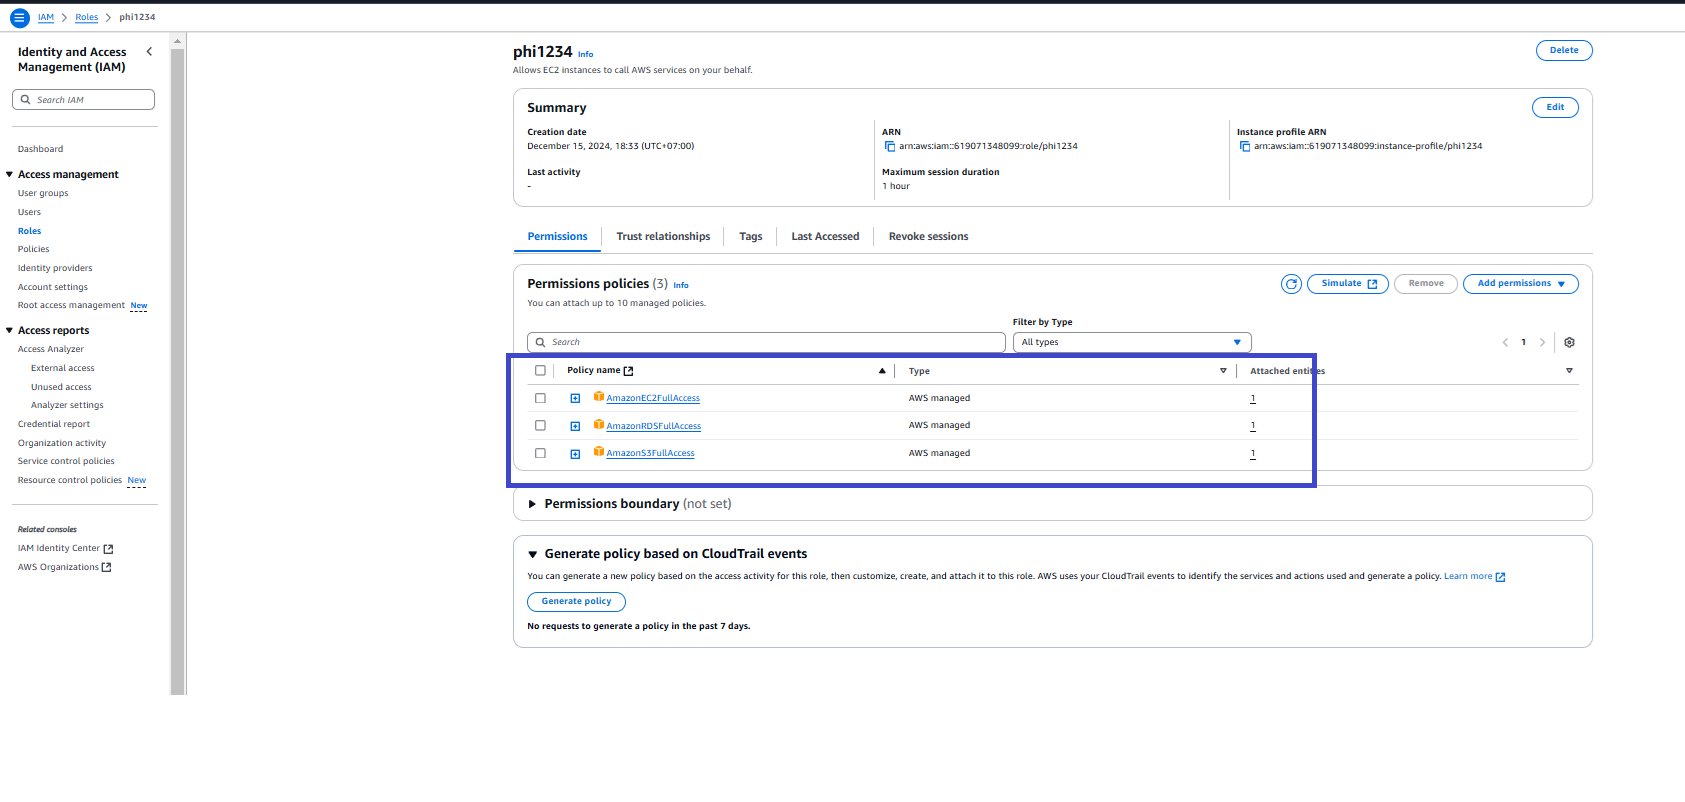 IAM > Roles > phi1234
Identity and Access
Management (IAM)
Search IAM
Dashboard
Access management
User groups
Users
Roles
Policies
Identity providers
Account settings
Root access management New
Access reports
Access Analyzer
External access
Unused access
Analyzer settings
Credential report
Organization activity
Service control policies
Resource control policies New
Related consoles
IAM Identity Center
AWS Organizations
phi1234 Info
Delete
Allows EC2 instances to call AWS services on your behalf.
Summary
Edit
Creation date
December 15, 2024, 18:33 (UTC+07:00)
Last activity
-
ARN
arn:aws:iam::619071348099:role/phi1234
Maximum session duration
1 hour
Instance profile ARN
arn:aws:iam::619071348099:instance-profile/phi1234
Permissions Trust relationships Tags Last Accessed Revoke sessions
Permissions policies (3) Info
Simulate Remove Add permissions
You can attach up to 10 managed policies.
Filter by Type
Search All types 1
Policy name Type Attached entities
AmazonEC2FullAccess AWS managed 1
AmazonRDSFullAccess AWS managed 1
AmazonS3FullAccess AWS managed 1
Permissions boundary (not set)
Generate policy based on CloudTrail events
You can generate a new policy based on the access activity for this role, then customize, create, and attach it to this role. AWS uses your CloudTrail events to identify the services and actions used and generate a policy. Learn more
Generate policy
No requests to generate a policy in the past 7 days.